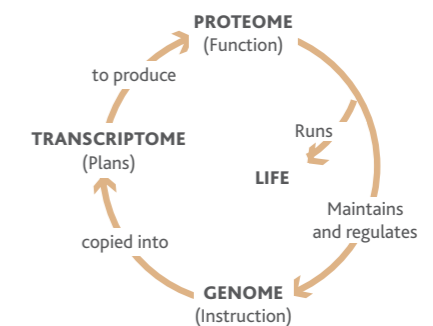 PROTEOME
(Function)
to produce
Runs
TRANSCRIPTOME
(Plans)
LIFE
Maintains
and regulates
copied into
GENOME
(Instruction)